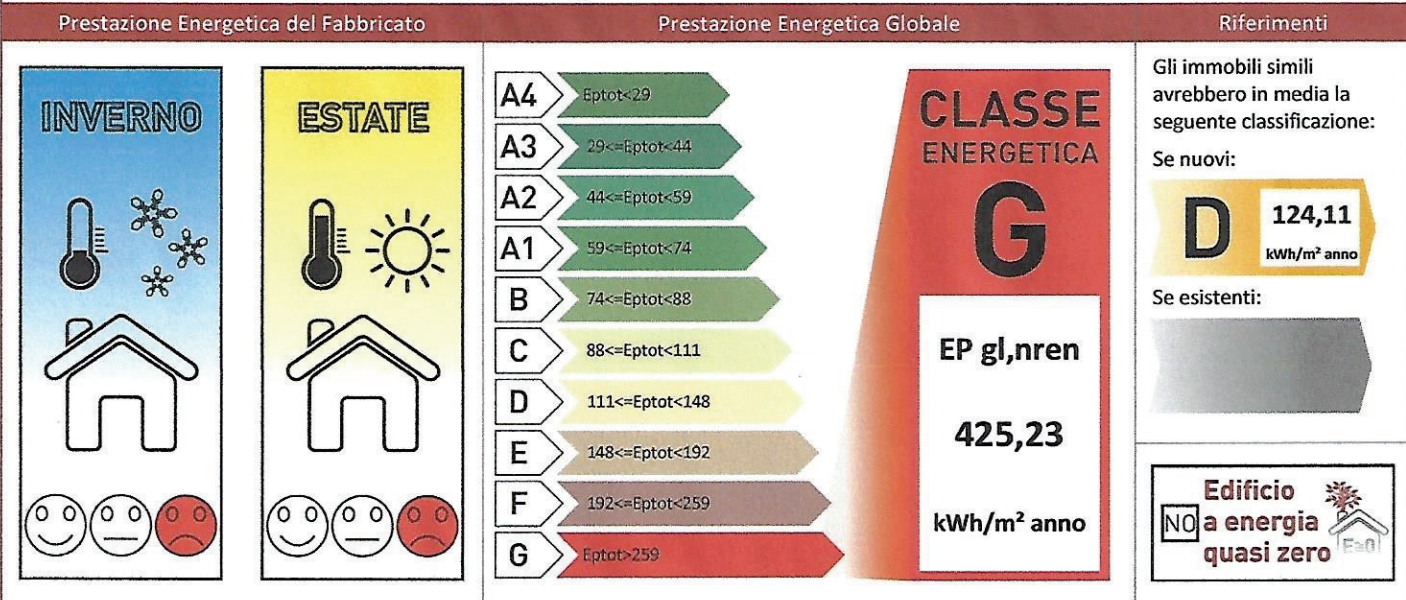 Prestazione Energetica del Fabbricato
Prestazione Energetica Globale
Riferimenti
INVERNO
ESTATE
A4
Eptot<29
A3
29<=Eptot<44
A2
44<=Eptot<59
A1
59<=Eptot<74
B
74<=Eptot<88
C
88<=Eptot<111
D
111<=Eptot<148
E
148<=Eptot<192
F
192<=Eptot<259
G
Eptot>259
CLASSE
ENERGETICA
G
EP gl,nren
425,23
kWh/m² anno
Gli immobili simili
avrebbero in media la
seguente classificazione:
Se nuovi:
D
124,11
kWh/m² anno
Se esistenti:
Edificio
NO a energia
quasi zero
E≅0